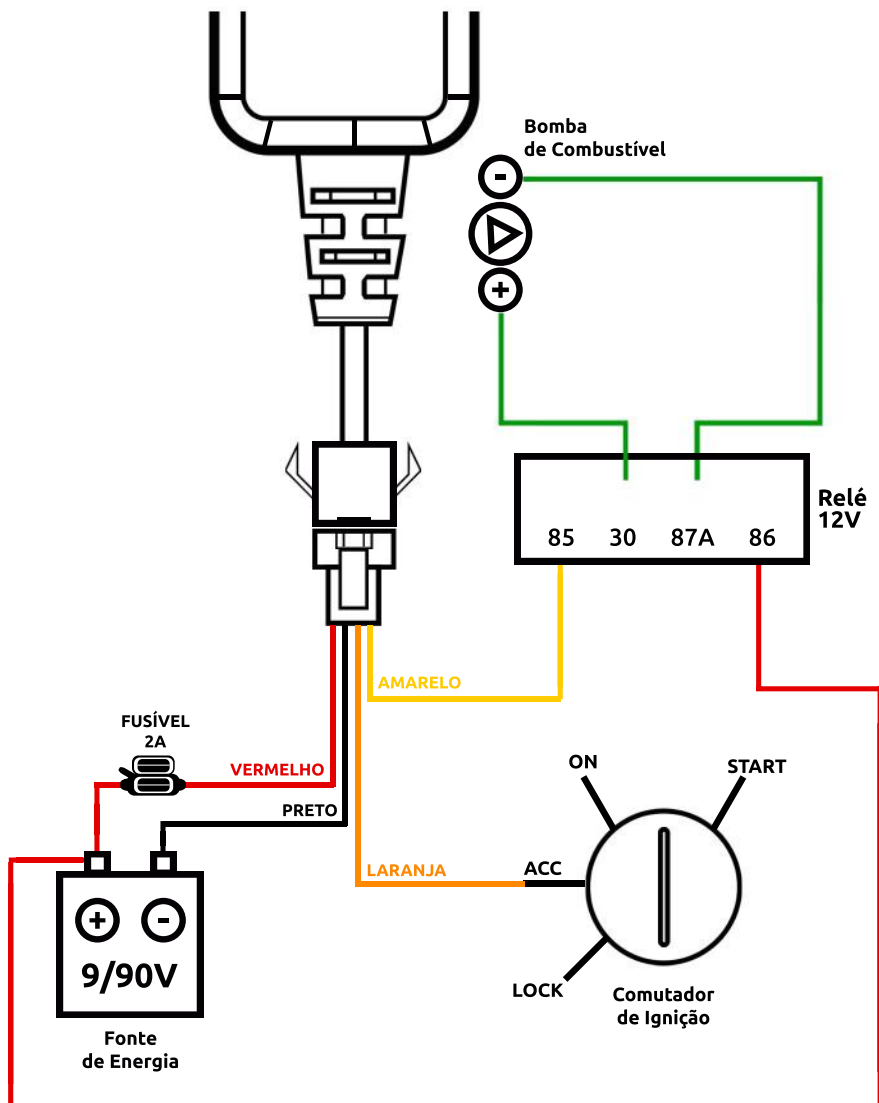 Bomba
de Combustível
-
+
Relé
12V
85 30 87A 86
AMARELO
FUSÍVEL
2A
VERMELHO
PRETO
ON
START
LARANJA
ACC
LOCK
+ -
9/90V
Comutador
de Ignição
Fonte
de Energia